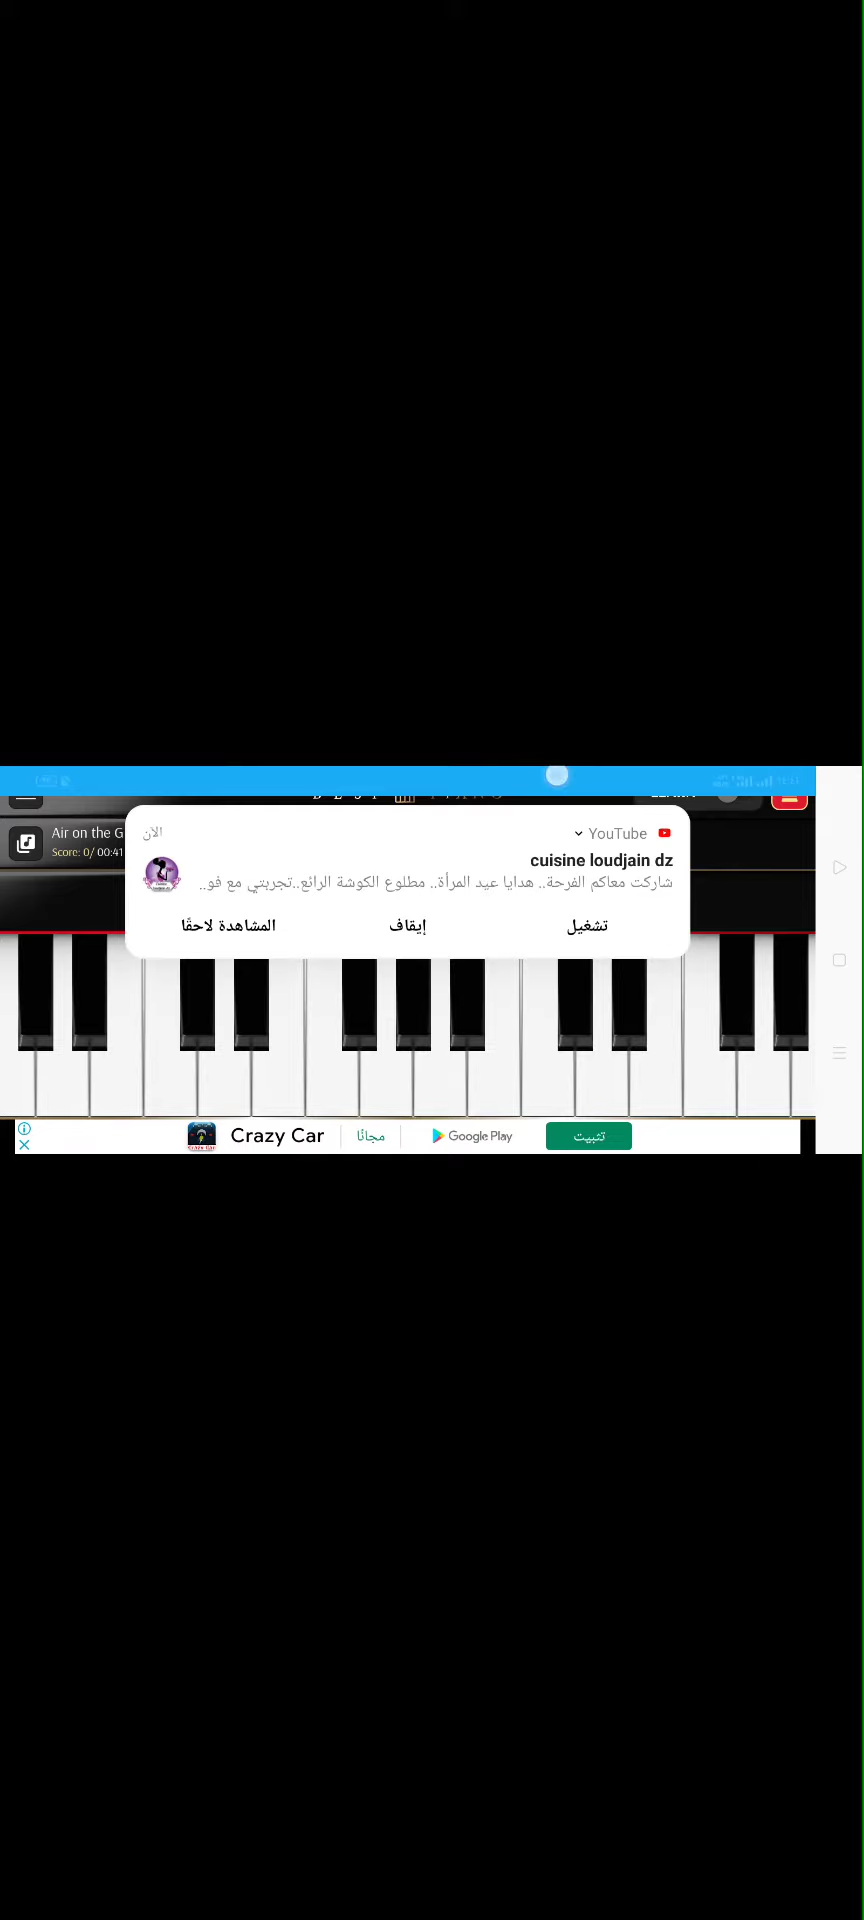 Air on the G
Score: 0/ 00:41
YouTube
الآن
cuisine loudjain dz
شاركت معاكم الفرحة.. هدايا عيد المرأة.. مطلوع الكوشة الرائع..تجربتي مع فو..
تشغيل
إيقاف
المشاهدة لاحقًا
Crazy Car
مجانًا
Google Play
تثبيت